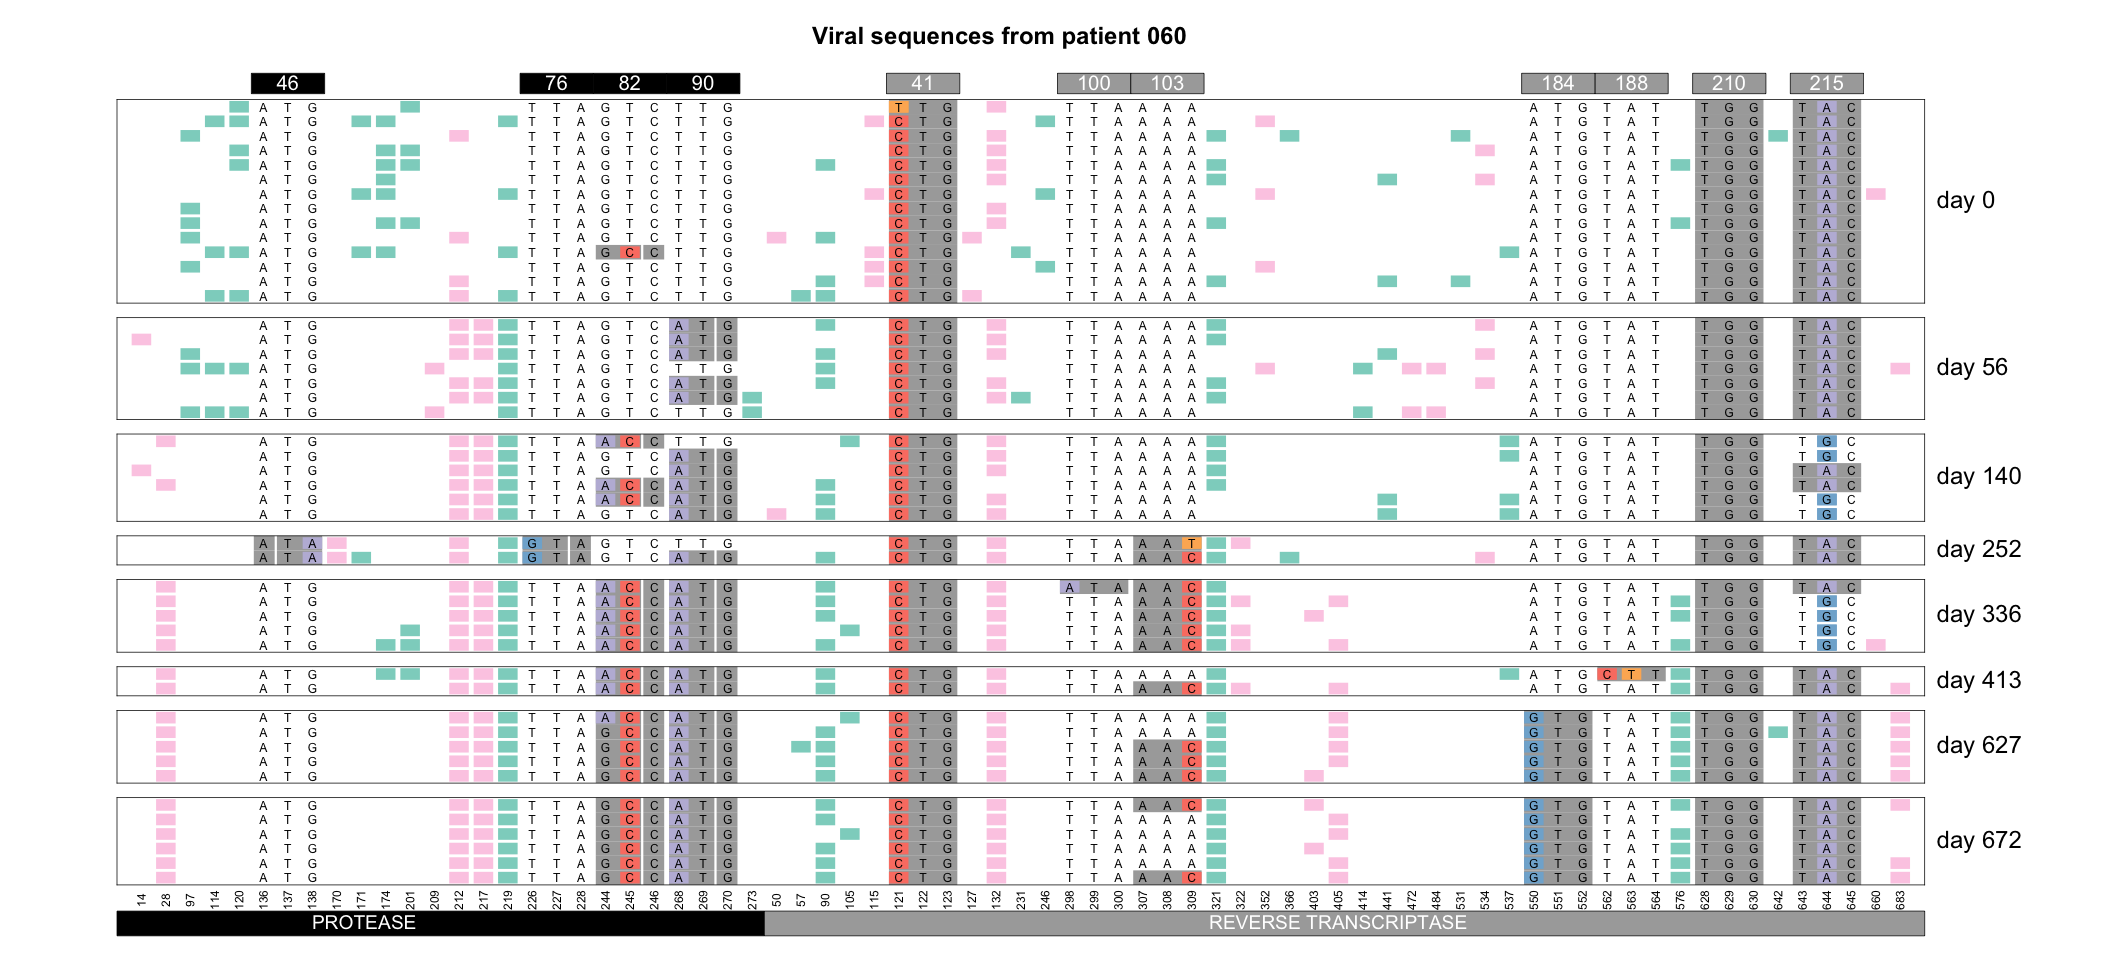 Viral sequences from patient 060
46 76 82 90 41 100 103 184 188 210 215
A T G T T A G T C T T G T T G T T A A A A A T G T A T T G G T A C
A T G T T A G T C T T G C T G T T A A A A A T G T A T T G G T A C
A T G T T A G T C T T G C T G T T A A A A A T G T A T T G G T A C
A T G T T A G T C T T G C T G T T A A A A A T G T A T T G G T A C
A T G T T A G T C T T G C T G T T A A A A A T G T A T T G G T A C
A T G T T A G T C T T G C T G T T A A A A A T G T A T T G G T A C
A T G T T A G T C T T G C T G T T A A A A A T G T A T T G G T A C
day 0
A T G T T A G T C T T G C T G T T A A A A A T G T A T T G G T A C
A T G T T A G T C T T G C T G T T A A A A A T G T A T T G G T A C
A T G T T A G T C T T G C T G T T A A A A A T G T A T T G G T A C
A T G T T A G C C T T G C T G T T A A A A A T G T A T T G G T A C
A T G T T A G T C T T G C T G T T A A A A A T G T A T T G G T A C
A T G T T A G T C T T G C T G T T A A A A A T G T A T T G G T A C
A T G T T A G T C T T G C T G T T A A A A A T G T A T T G G T A C
A T G T T A G T C A T G C T G T T A A A A A T G T A T T G G T A C
A T G T T A G T C A T G C T G T T A A A A A T G T A T T G G T A C
A T G T T A G T C A T G C T G T T A A A A A T G T A T T G G T A C
A T G T T A G T C T T G C T G T T A A A A A T G T A T T G G T A C day 56
A T G T T A G T C A T G C T G T T A A A A A T G T A T T G G T A C
A T G T T A G T C A T G C T G T T A A A A A T G T A T T G G T A C
A T G T T A G T C T T G C T G T T A A A A A T G T A T T G G T A C
A T G T T A A C C T T G C T G T T A A A A A T G T A T T G G T G C
A T G T T A G T C A T G C T G T T A A A A A T G T A T T G G T G C
A T G T T A G T C A T G C T G T T A A A A A T G T A T T G G T A C
day 140
A T G T T A A C C A T G C T G T T A A A A A T G T A T T G G T A C
A T G T T A A C C A T G C T G T T A A A A A T G T A T T G G T G C
A T G T T A G T C A T G C T G T T A A A A A T G T A T T G G T G C
A T A G T A G T C T T G C T G T T A A A T A T G T A T T G G T A C
day 252
A T A G T A G T C A T G C T G T T A A A C A T G T A T T G G T A C
A T G T T A A C C A T G C T G A T A A A C A T G T A T T G G T A C
A T G T T A A C C A T G C T G T T A A A C A T G T A T T G G T G C
A T G T T A A C C A T G C T G T T A A A C A T G T A T T G G T G C day 336
A T G T T A A C C A T G C T G T T A A A C A T G T A T T G G T G C
A T G T T A A C C A T G C T G T T A A A C A T G T A T T G G T G C
A T G T T A A C C A T G C T G T T A A A A A T G C T T T G G T A C
day 413
A T G T T A A C C A T G C T G T T A A A C A T G T A T T G G T A C
A T G T T A A C C A T G C T G T T A A A A G T G T A T T G G T A C
A T G T T A G C C A T G C T G T T A A A A G T G T A T T G G T A C
A T G T T A G C C A T G C T G T T A A A C G T G T A T T G G T A C day 627
A T G T T A G C C A T G C T G T T A A A C G T G T A T T G G T A C
A T G T T A G C C A T G C T G T T A A A C G T G T A T T G G T A C
A T G T T A G C C A T G C T G T T A A A C G T G T A T T G G T A C
A T G T T A G C C A T G C T G T T A A A A G T G T A T T G G T A C
A T G T T A G C C A T G C T G T T A A A A G T G T A T T G G T A C
day 672
A T G T T A G C C A T G C T G T T A A A A G T G T A T T G G T A C
A T G T T A G C C A T G C T G T T A A A A G T G T A T T G G T A C
A T G T T A G C C A T G C T G T T A A A C G T G T A T T G G T A C
14 28 97 114 120 136 137 138 170 171 174 201 209 212 217 219 226 227 228 244 245 246 268 269 270 273 50 57 90 105 115 121 122 123 127 132 231 246 298 299 300 307 308 309 321 322 352 366 403 405 414 441 472 484 531 534 537 550 551 552 562 563 564 576 628 629 630 642 643 644 645 660 683
PROTEASE REVERSE TRANSCRIPTASE